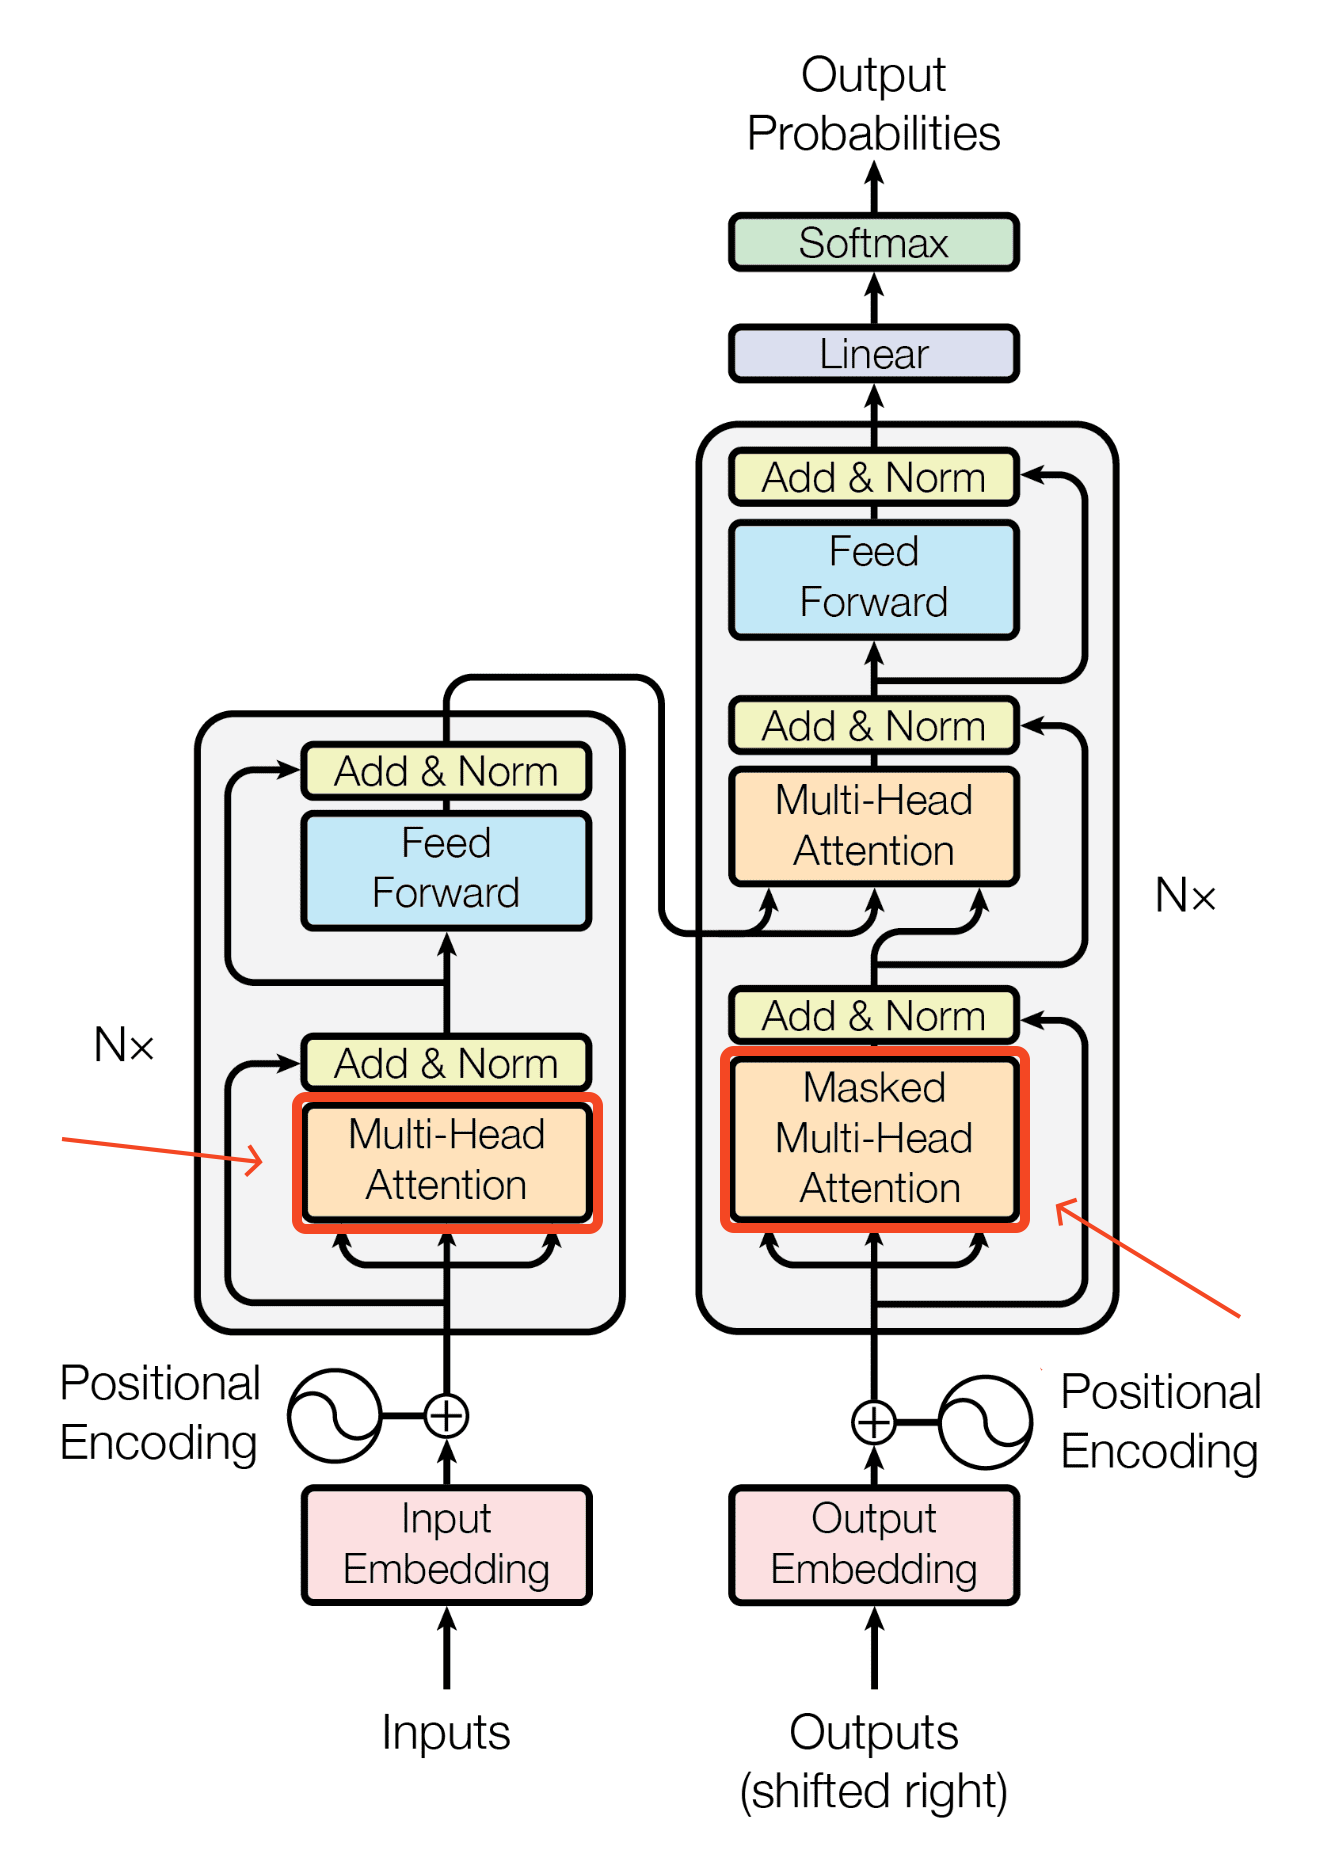 Output
Probabilities
Softmax
Linear
Add & Norm
Feed
Forward
Add & Norm
Multi-Head
Attention
N×
Add & Norm
Masked
Multi-Head
Attention
Add & Norm
Feed
Forward
N×
Add & Norm
Multi-Head
Attention
Positional
Encoding
Positional
Encoding
Input
Embedding
Output
Embedding
Inputs
Outputs
(shifted right)